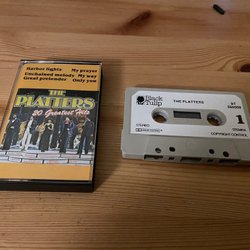 Harbor lights My prayer
Unchained melody My way
Great pretender Only you
THE
PLATTERS
20 Greatest Hits
Black
Tulip
THE PLATTERS
STEREO
1
COPYRIGHT CONTROL